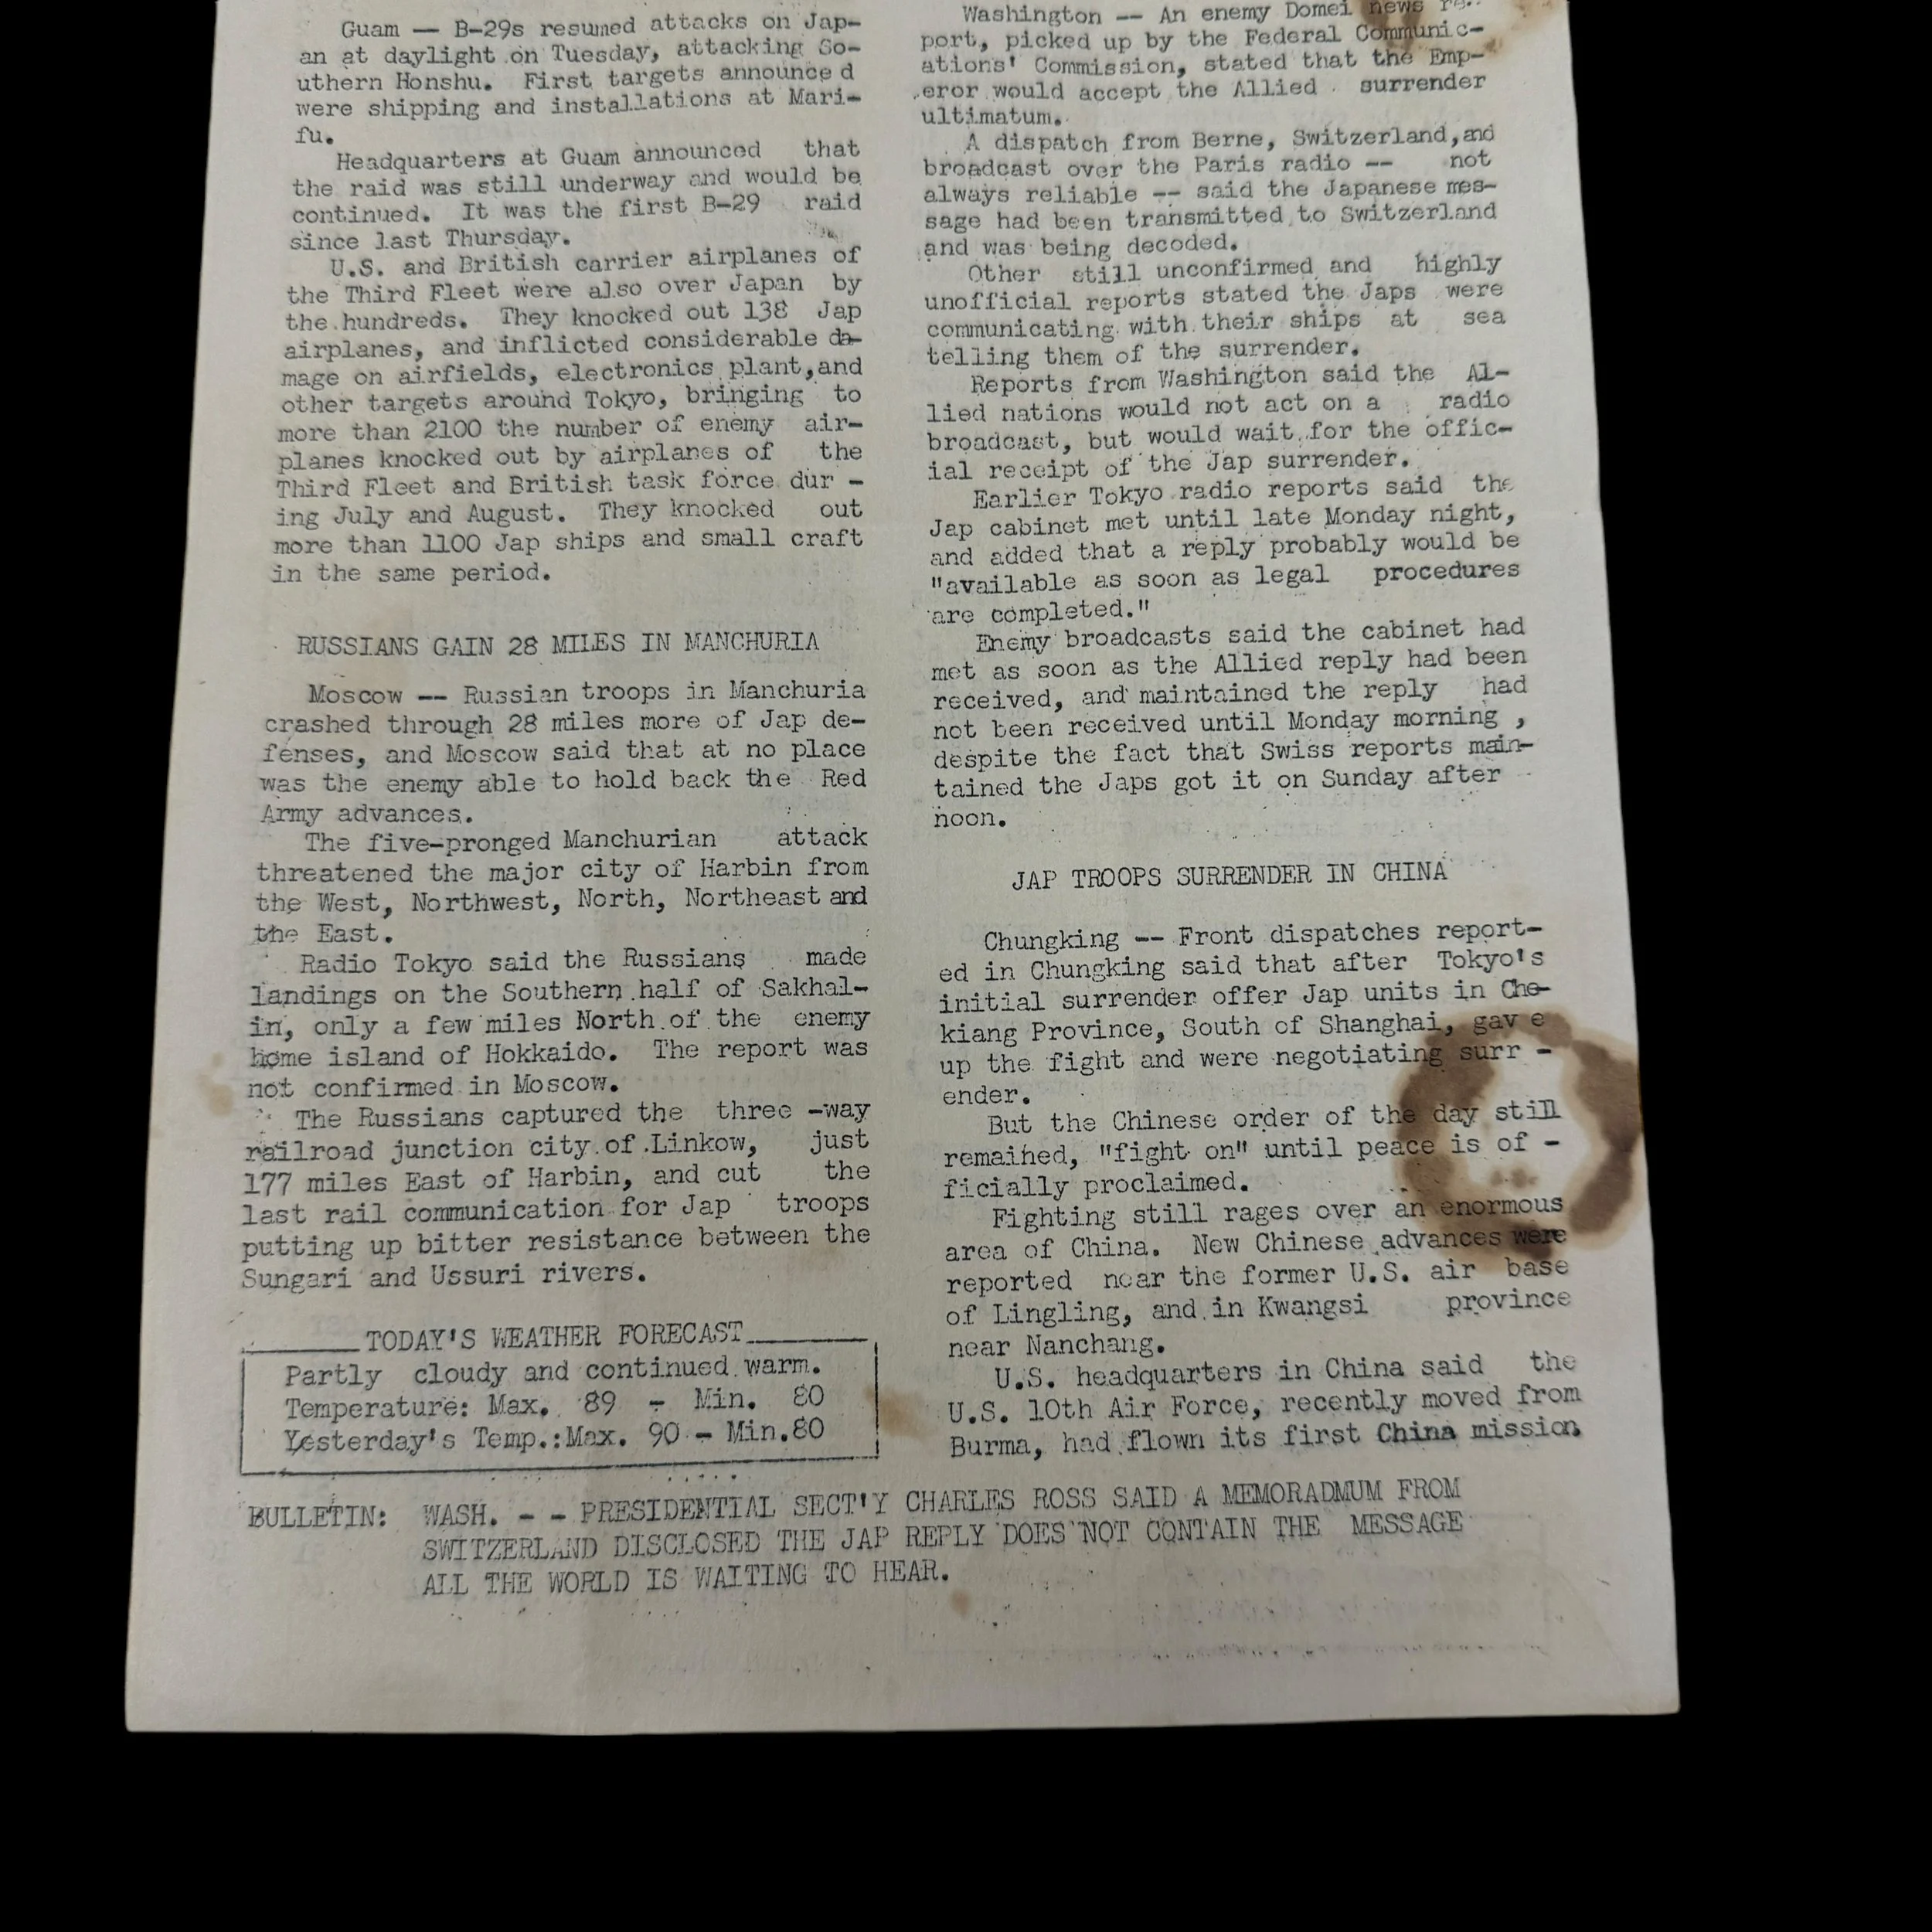 Guam — B-29s resumed attacks on Jap-
an at daylight on Tuesday, attacking So-
uthern Honshu. First targets announce d
were shipping and installations at Mari-
fu.
Headquarters at Guam announced that
the raid was still underway and would be
continued. It was the first B-29 raid
since last Thursday.
U.S. and British carrier airplanes of
the Third Fleet were also over Japan by
the hundreds. They knocked out 138 Jap
airplanes, and inflicted considerable da-
mage on airfields, electronics plant,and
other targets around Tokyo, bringing to
more than 2100 the number of enemy air-
planes knocked out by airplanes of the
Third Fleet and British task force dur -
ing July and August. They knocked out
more than 1100 Jap ships and small craft
in the same period.
RUSSIANS GAIN 28 MILES IN MANCHURIA
Moscow -- Russian troops in Manchuria
crashed through 28 miles more of Jap de-
fenses, and Moscow said that at no place
was the enemy able to hold back the Red
Army advances.
The five-pronged Manchurian attack
threatened the major city of Harbin from
the West, Northwest, North, Northeast and
the East.
Radio Tokyo said the Russians made
landings on the Southern half of Sakhal-
in, only a few miles North of the enemy
home island of Hokkaido. The report was
not confirmed in Moscow.
The Russians captured the three -way
railroad junction city of Linkow, just
177 miles East of Harbin, and cut the
last rail communication for Jap troops
putting up bitter resistance between the
Sungari and Ussuri rivers.
TODAY'S WEATHER FORECAST
Partly cloudy and continued warm.
Temperature: Max. 89 - Min. 80
Yesterday's Temp.:Max. 90 - Min.80
Washington -- An enemy Domei news re-
port, picked up by the Federal Communic-
ations' Commission, stated that the Emp-
eror would accept the Allied surrender
ultimatum.
A dispatch from Berne, Switzerland,and
broadcast over the Paris radio -- not
always reliable -- said the Japanese mes-
sage had been transmitted to Switzerland
and was being decoded.
Other still unconfirmed and highly
unofficial reports stated the Japs were
communicating with their ships at sea
telling them of the surrender.
Reports from Washington said the Al-
lied nations would not act on a radio
broadcast, but would wait for the offic-
ial receipt of the Jap surrender.
Earlier Tokyo radio reports said the
Jap cabinet met until late Monday night,
and added that a reply probably would be
"available as soon as legal procedures
are completed."
Enemy broadcasts said the cabinet had
met as soon as the Allied reply had been
received, and maintained the reply had
not been received until Monday morning ,
despite the fact that Swiss reports main-
tained the Japs got it on Sunday after -
noon.
JAP TROOPS SURRENDER IN CHINA
Chungking -- Front dispatches report-
ed in Chungking said that after Tokyo's
initial surrender offer Jap units in Che-
kiang Province, South of Shanghai, gav e
up the fight and were negotiating surr -
ender.
But the Chinese order of the day still
remained, "fight on" until peace is of -
ficially proclaimed.
Fighting still rages over an enormous
area of China. New Chinese advances were
reported near the former U.S. air base
of Lingling, and in Kwangsi province
near Nanchang.
U.S. headquarters in China said the
U.S. 10th Air Force, recently moved from
Burma, had flown its first China mission
BULLETIN: WASH. - - PRESIDENTIAL SECT'Y CHARLES ROSS SAID A MEMORADMUM FROM
SWITZERLAND DISCLOSED THE JAP REPLY DOES NOT CONTAIN THE MESSAGE
ALL THE WORLD IS WAITING TO HEAR.